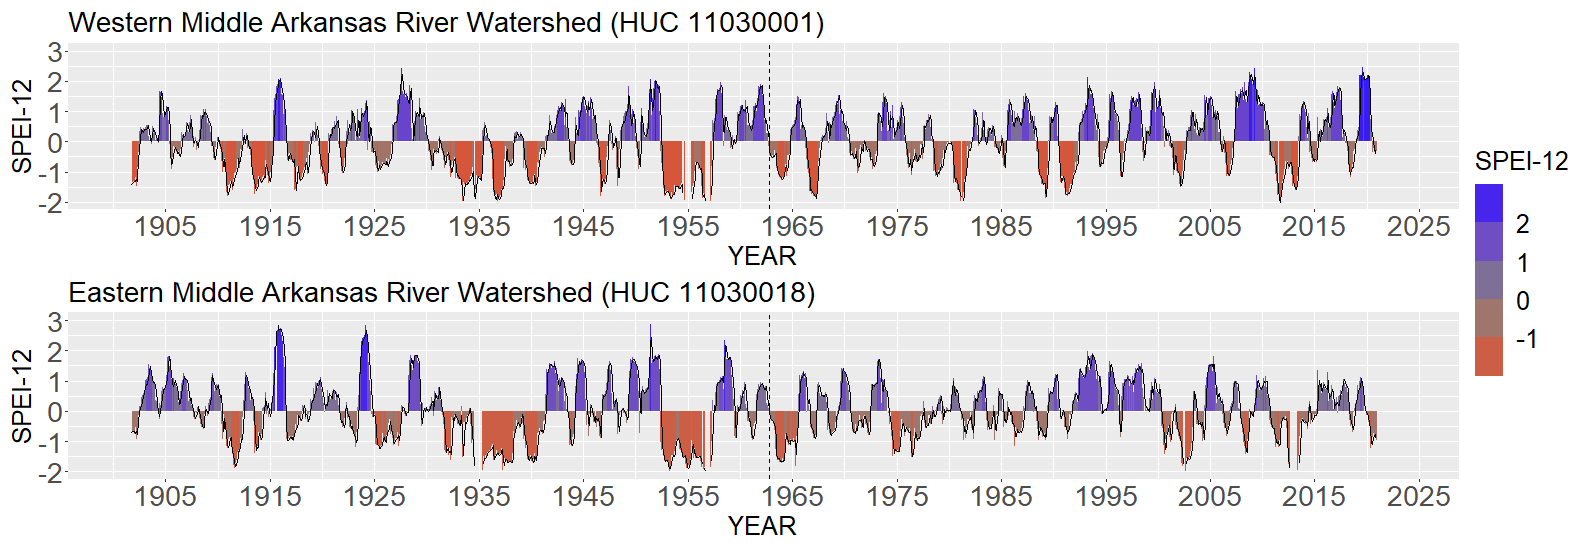 Western Middle Arkansas River Watershed (HUC 11030001)
SPEI-12
3
2
1
0
-1
-2
1905 1915 1925 1935 1945 1955 1965 1975 1985 1995 2005 2015 2025
YEAR
Eastern Middle Arkansas River Watershed (HUC 11030018)
SPEI-12
3
2
1
0
-1
-2
1905 1915 1925 1935 1945 1955 1965 1975 1985 1995 2005 2015 2025
YEAR
SPEI-12
2
1
0
-1